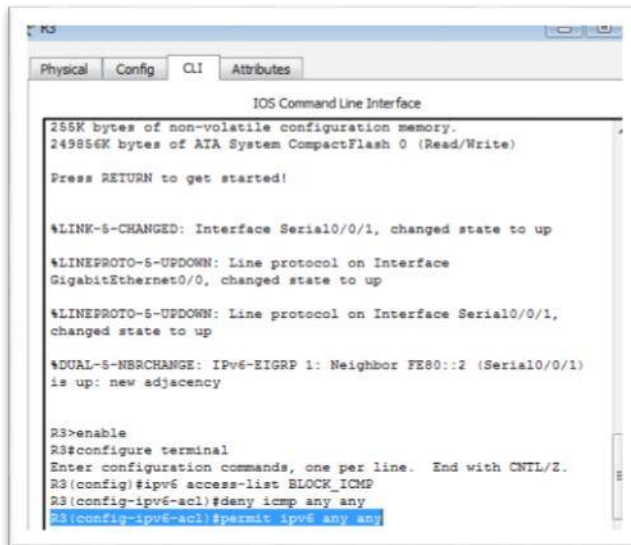 R3
Physical Config CLI Attributes
IOS Command Line Interface
255K bytes of non-volatile configuration memory.
249856K bytes of ATA System CompactFlash 0 (Read/Write)
Press RETURN to get started!
%LINK-5-CHANGED: Interface Serial0/0/1, changed state to up
%LINEPROTO-5-UPDOWN: Line protocol on Interface
GigabitEthernet0/0, changed state to up
%LINEPROTO-5-UPDOWN: Line protocol on Interface Serial0/0/1,
changed state to up
%DUAL-5-NBRCHANGE: IPv6-EIGRP 1: Neighbor FE80::2 (Serial0/0/1)
is up: new adjacency
R3>enable
R3#configure terminal
Enter configuration commands, one per line.  End with CNTL/Z.
R3(config)#ipv6 access-list BLOCK_ICMP
R3(config-ipv6-acl)#deny icmp any any
R3(config-ipv6-acl)#permit ipv6 any any